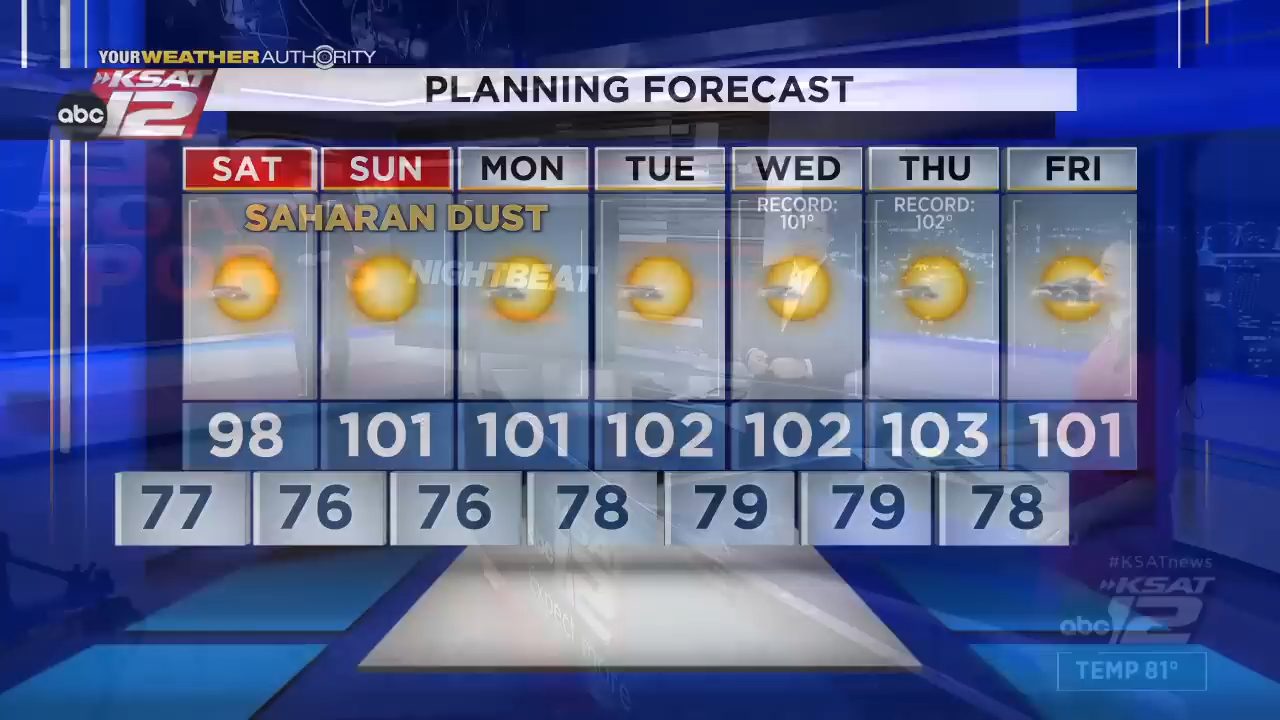 YOUR WEATHER AUTHORITY
KSAT
abc 12
PLANNING FORECAST
SAT SUN MON TUE WED THU FRI
SAHARAN DUST
RECORD: RECORD:
101° 102°
NIGHTBEAT
98 101 101 102 102 103 101
77 76 76 78 79 79 78
#KSATnews
KSAT
abc 12
TEMP 81°